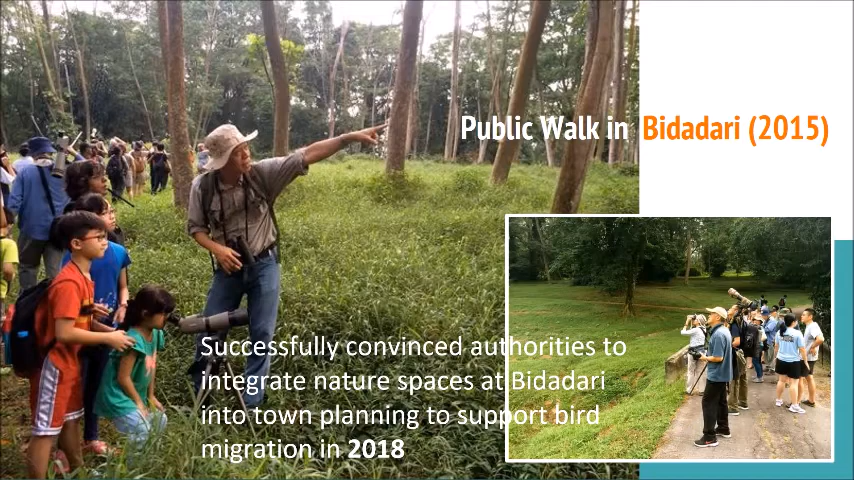 Public Walk in Bidadari (2015)
Successfully convinced authorities to
integrate nature spaces at Bidadari
into town planning to support bird
migration in 2018